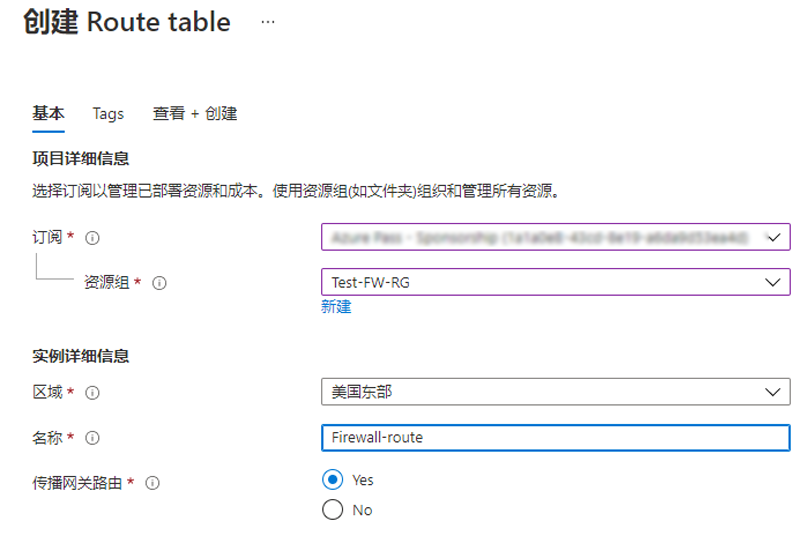 创建 Route table ...
基本 Tags 查看 + 创建
项目详细信息
选择订阅以管理已部署资源和成本。使用资源组(如文件夹)组织和管理所有资源。
订阅 *
资源组 * Test-FW-RG
新建
实例详细信息
区域 * 美国东部
名称 * Firewall-route
传播网关路由 * Yes
No